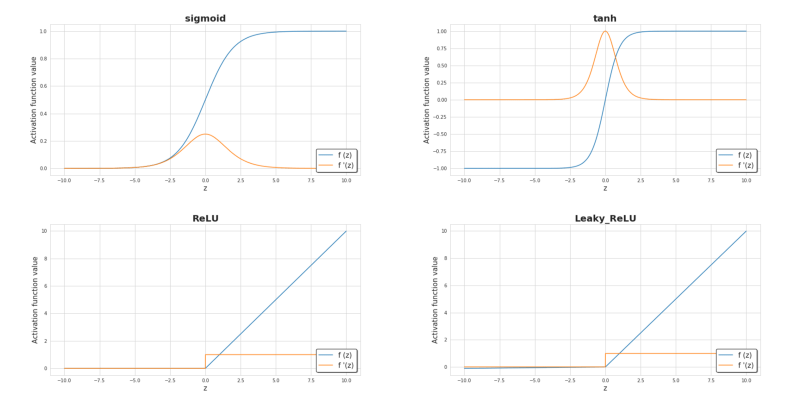 sigmoid
Activation function value
1.0
0.8
0.6
0.4
0.2
0.0
f (z)
f '(z)
−10.0 −7.5 −5.0 −2.5 0.0 2.5 5.0 7.5 10.0
z
tanh
Activation function value
1.00
0.75
0.50
0.25
0.00
−0.25
−0.50
−0.75
−1.00
f (z)
f '(z)
−10.0 −7.5 −5.0 −2.5 0.0 2.5 5.0 7.5 10.0
z
ReLU
Activation function value
10
8
6
4
2
0
f (z)
f '(z)
−10.0 −7.5 −5.0 −2.5 0.0 2.5 5.0 7.5 10.0
z
Leaky_ReLU
Activation function value
10
8
6
4
2
0
f (z)
f '(z)
−10.0 −7.5 −5.0 −2.5 0.0 2.5 5.0 7.5 10.0
z